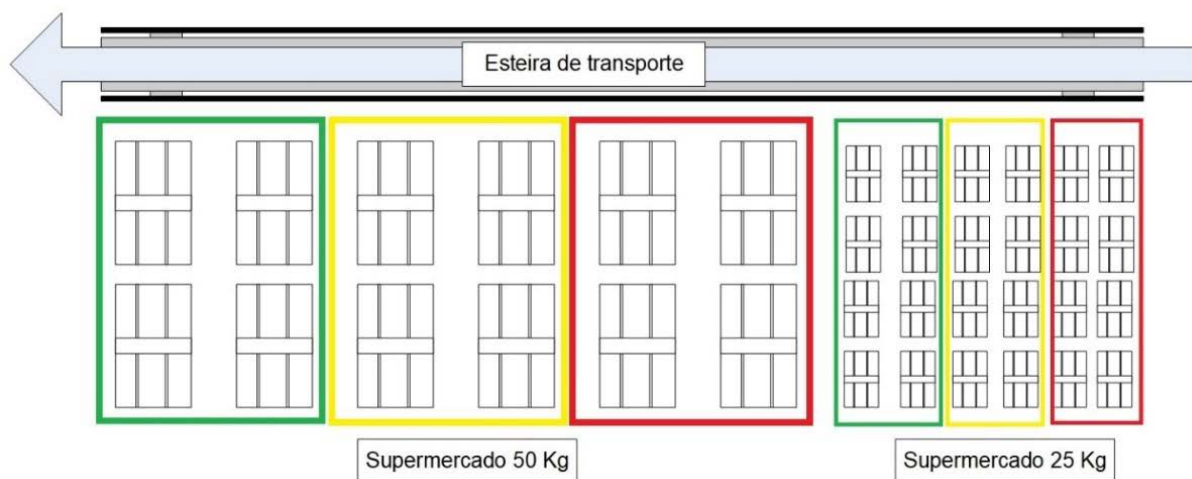 Esteira de transporte
Supermercado 50 Kg
Supermercado 25 Kg